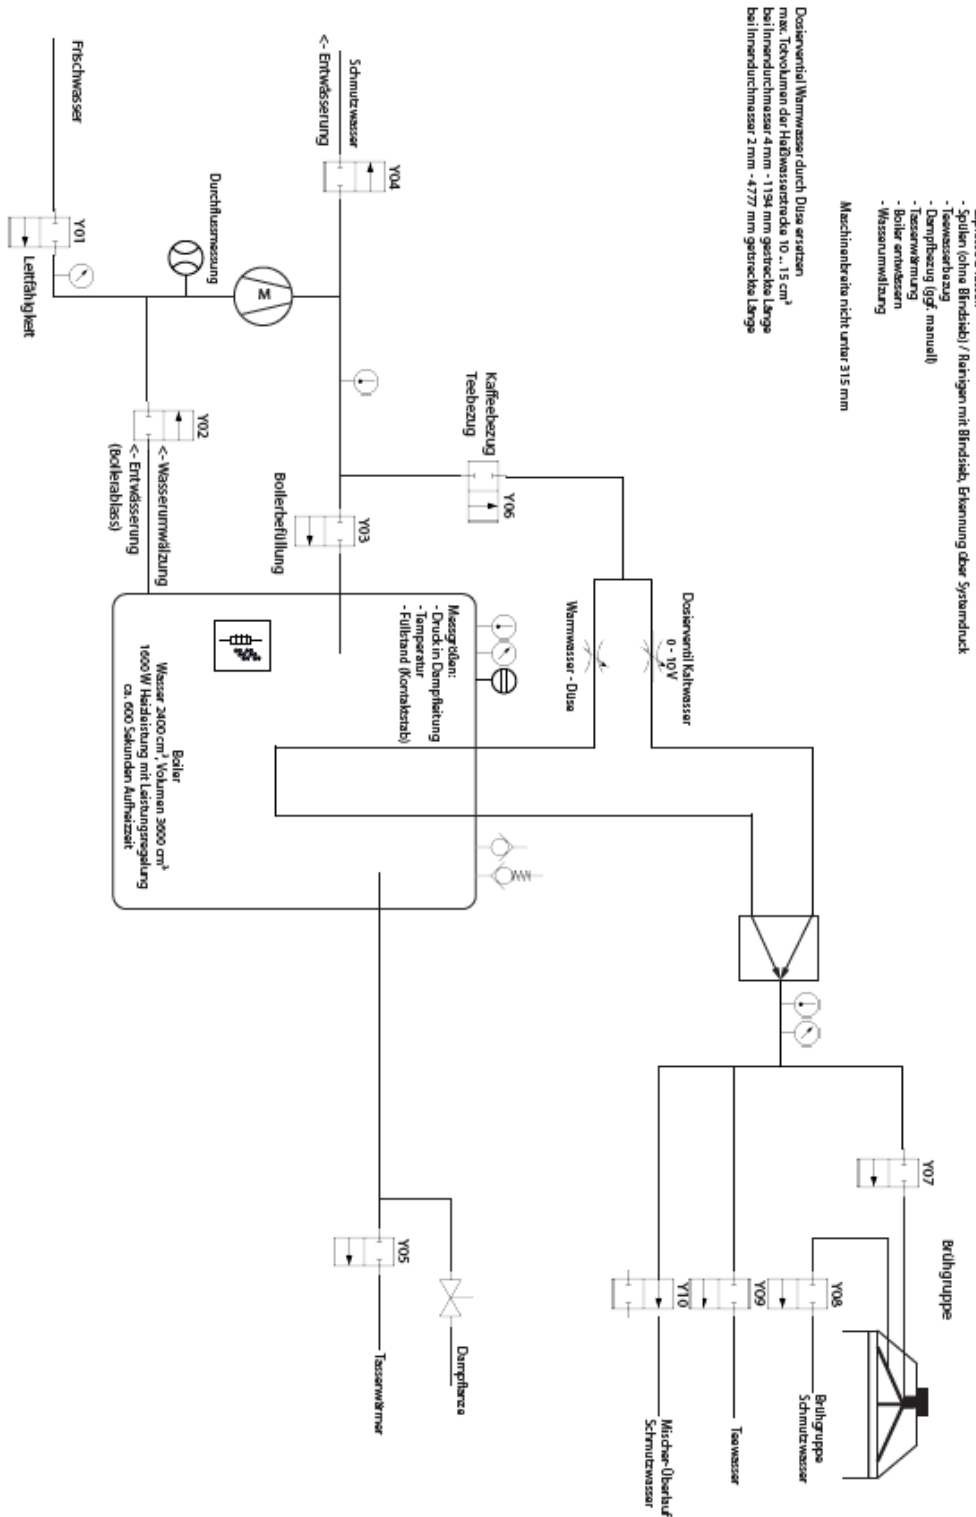 - Spülen (ohne Blindsieb) / Reinigen mit Blindsieb, Erkennung über Systemdruck
- Teewasserbezug
- Dampfbezug (ggf. manuell)
- Tassenwärmung
- Boiler entwässern
- Wasserumwälzung
Maschinenbreite nicht unter 315 mm
Dosierventiel Warmwasser durch Düse ersetzen
max. Totvolumen der Heißwasserstrecke 10 ... 15 cm³
bei Innendurchmesser 4 mm - 1194 mm gestreckte Länge
bei Innendurchmesser 2 mm - 4777 mm getsreckte Länge
Brühgruppe
Y07
Y08
Brühgruppe
Schmutzwasser
Y09
Teewasser
Y10
Mischer-Überlauf
Schmutzwasser
Dosierventil Kaltwasser
0 - 10V
Warmwasser - Düse
Kaffeebezug
Teebezug
Y06
Schmutzwasser
<- Entwässerung
Y04
Boilerbefüllung
Y03
Messgrößen:
- Druck in Dampfleitung
- Temperatur
- Füllstand (Kontaktstab)
Dampflanze
Y05
Tassenwärmer
M
Durchflussmessung
Y02
<- Wasserumwälzung
<- Entwässerung
(Boilerablass)
Boiler
Wasser 2400 cm³, Volumen 3600 cm³
1600 W Heizleistung mit Leistungsregelung
ca. 600 Sekunden Aufheizzeit
Frischwasser
Y01
Leitfähigkeit